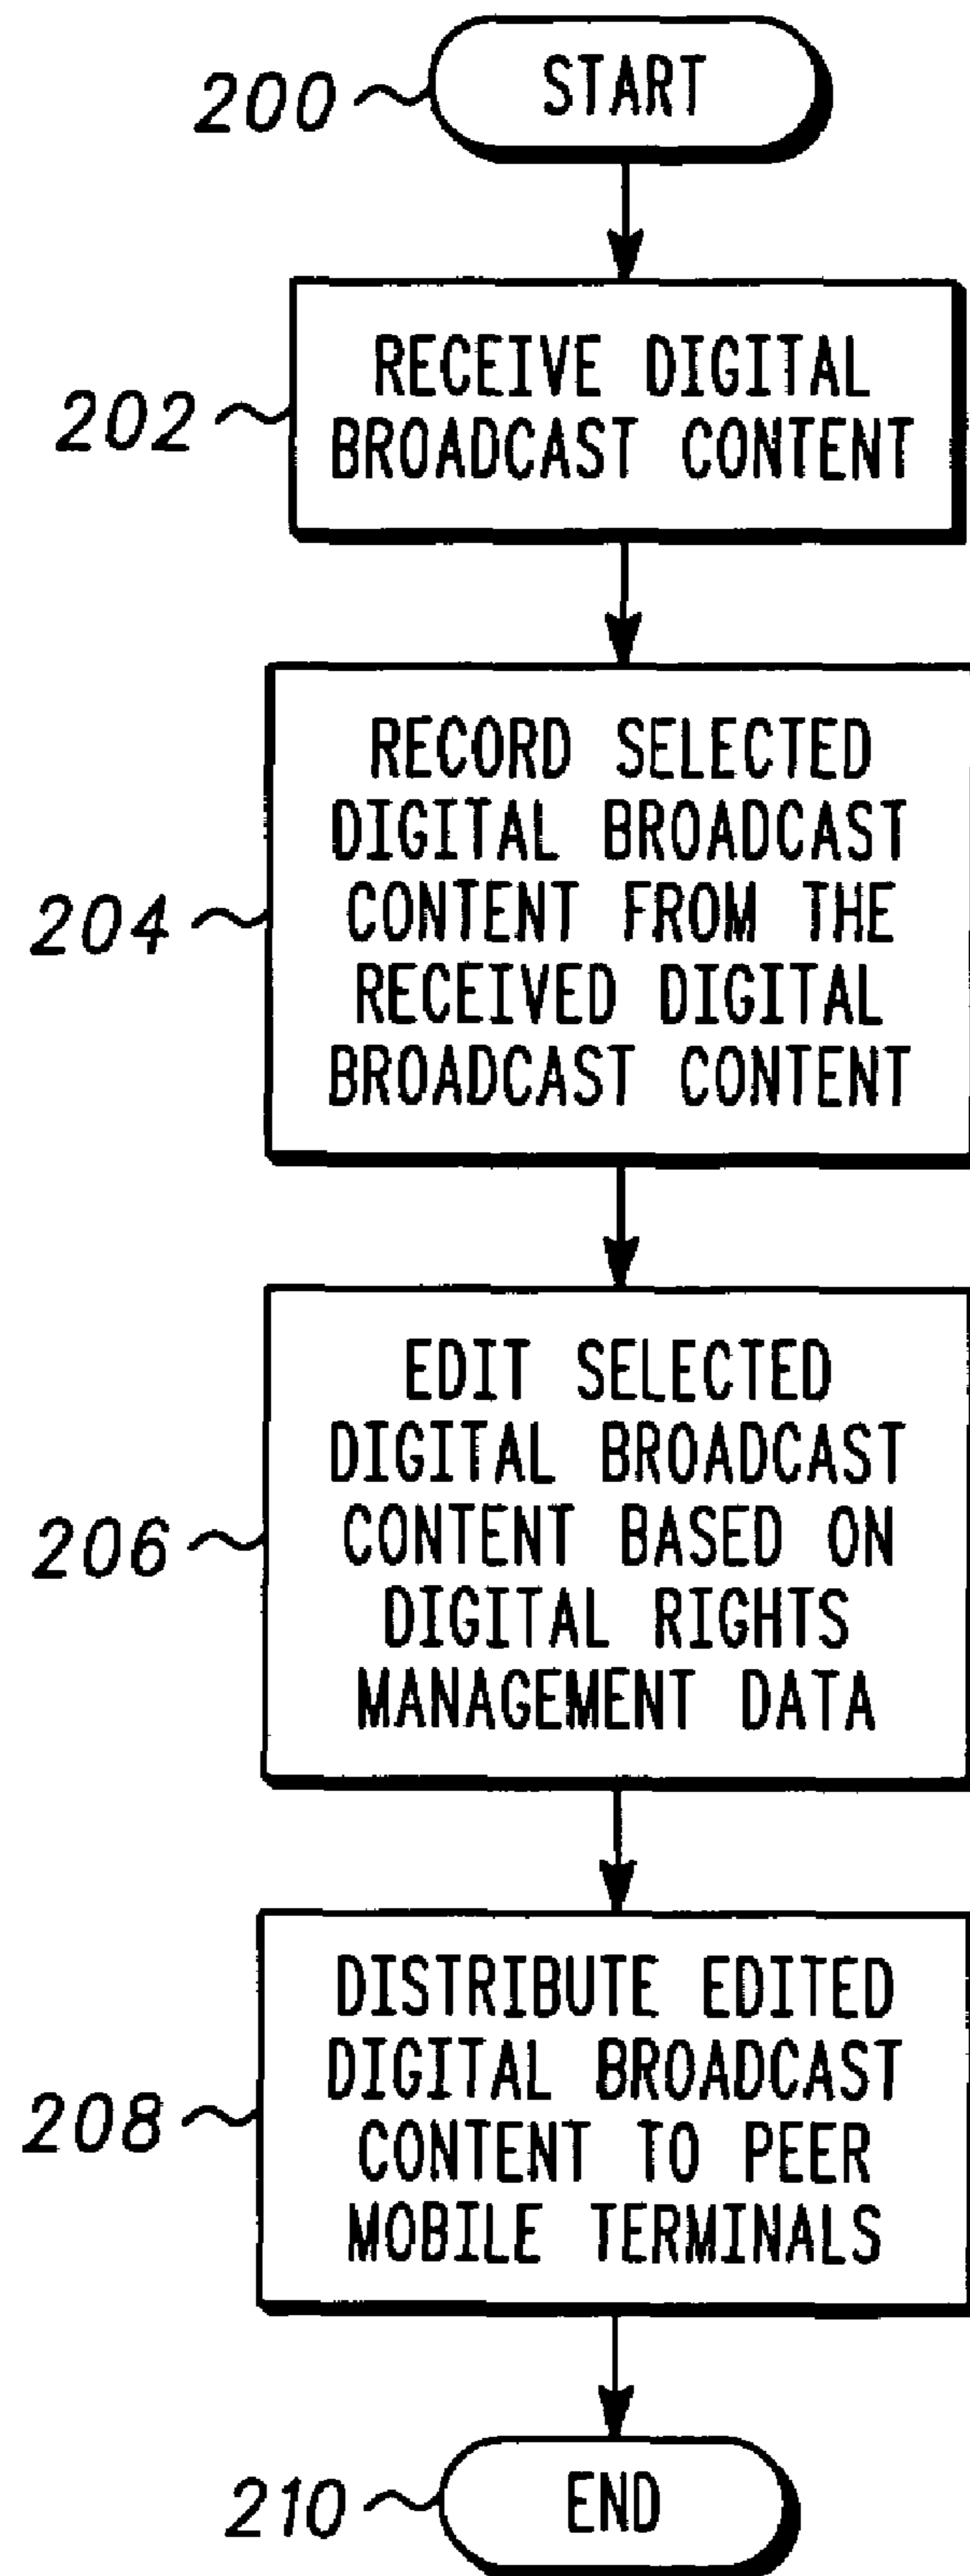 200
START
202
RECEIVE DIGITAL
BROADCAST CONTENT
204
RECORD SELECTED
DIGITAL BROADCAST
CONTENT FROM THE
RECEIVED DIGITAL
BROADCAST CONTENT
206
EDIT SELECTED
DIGITAL BROADCAST
CONTENT BASED ON
DIGITAL RIGHTS
MANAGEMENT DATA
208
DISTRIBUTE EDITED
DIGITAL BROADCAST
CONTENT TO PEER
MOBILE TERMINALS
210
END